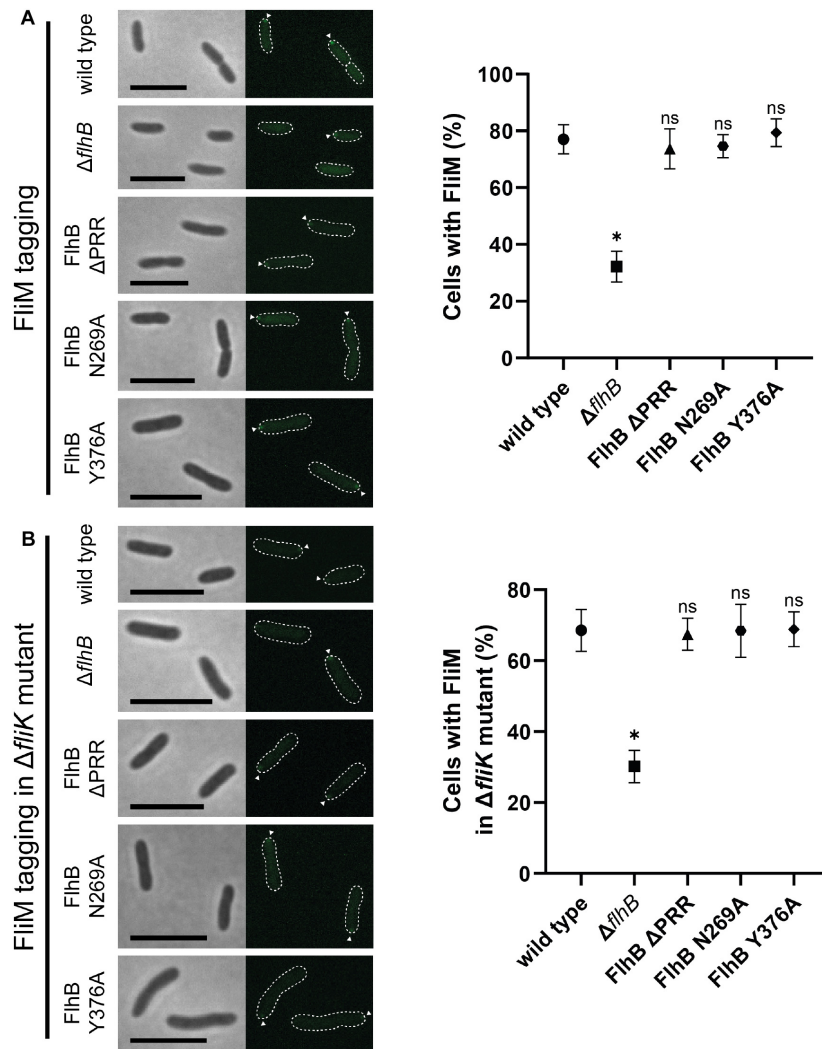 A
FliM tagging
wild type
ΔflhB
FlhB
ΔPRR
FlhB
N269A
FlhB
Y376A
Cells with FliM (%)
100
80
60
40
20
0
*
ns
ns
ns
wild type
ΔflhB
FlhB ΔPRR
FlhB N269A
FlhB Y376A
B
FliM tagging in ΔfliK mutant
wild type
ΔflhB
FlhB
ΔPRR
FlhB
N269A
FlhB
Y376A
Cells with FliM
in ΔfliK mutant (%)
80
60
40
20
0
*
ns
ns
ns
wild type
ΔflhB
FlhB ΔPRR
FlhB N269A
FlhB Y376A